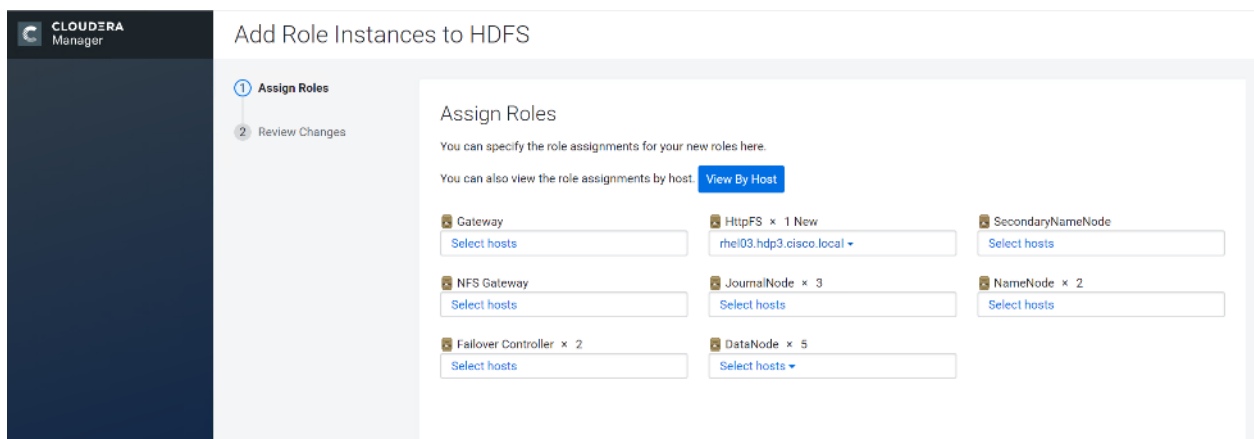 CLOUDERA
Manager
Add Role Instances to HDFS
1 Assign Roles
2 Review Changes
Assign Roles
You can specify the role assignments for your new roles here.
You can also view the role assignments by host. View By Host
Gateway
Select hosts
HttpFS × 1 New
rhel03.hdp3.cisco.local
SecondaryNameNode
Select hosts
NFS Gateway
Select hosts
JournalNode × 3
Select hosts
NameNode × 2
Select hosts
Failover Controller × 2
Select hosts
DataNode × 5
Select hosts